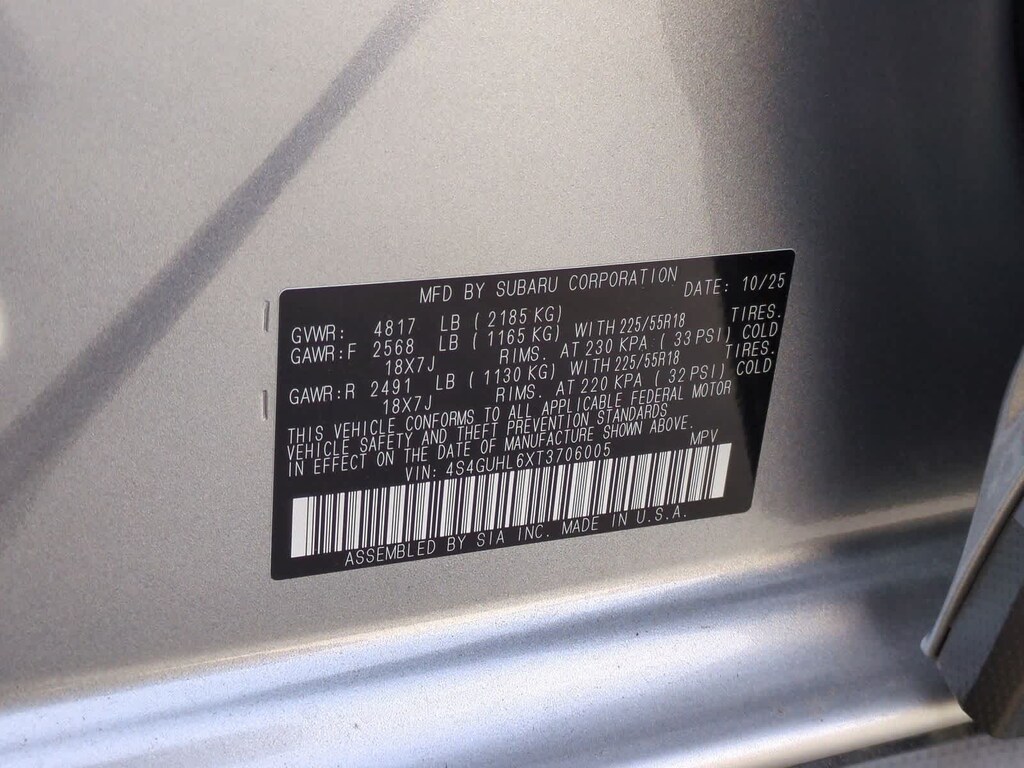 MFD BY SUBARU CORPORATION DATE: 10/25
GVWR: 4817 LB ( 2185 KG)
GAWR:F 2568 LB ( 1165 KG) WITH 225/55R18 TIRES.
18X7J RIMS. AT 230 KPA ( 33 PSI) COLD
GAWR:R 2491 LB ( 1130 KG) WITH 225/55R18 TIRES.
18X7J RIMS. AT 220 KPA ( 32 PSI) COLD
THIS VEHICLE CONFORMS TO ALL APPLICABLE FEDERAL MOTOR
VEHICLE SAFETY AND THEFT PREVENTION STANDARDS
IN EFFECT ON THE DATE OF MANUFACTURE SHOWN ABOVE.
VIN: 4S4GUHL6XT3706005 MPV
ASSEMBLED BY SIA INC. MADE IN U.S.A.